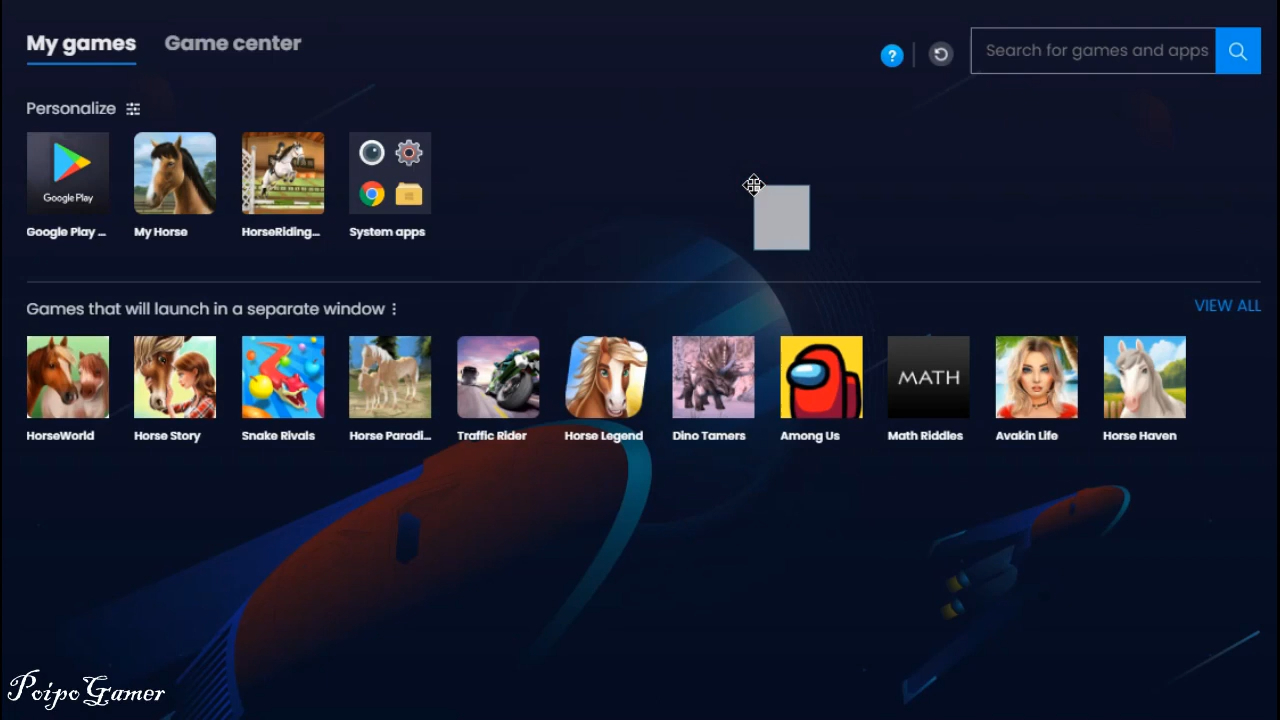 My games
Game center
?
Search for games and apps
Personalize
Google Play
Google Play ...
My Horse
HorseRiding...
System apps
Games that will launch in a separate window
VIEW ALL
MATH
HorseWorld
Horse Story
Snake Rivals
Horse Paradi...
Traffic Rider
Horse Legend
Dino Tamers
Among Us
Math Riddles
Avakin Life
Horse Haven
PoipoGamer